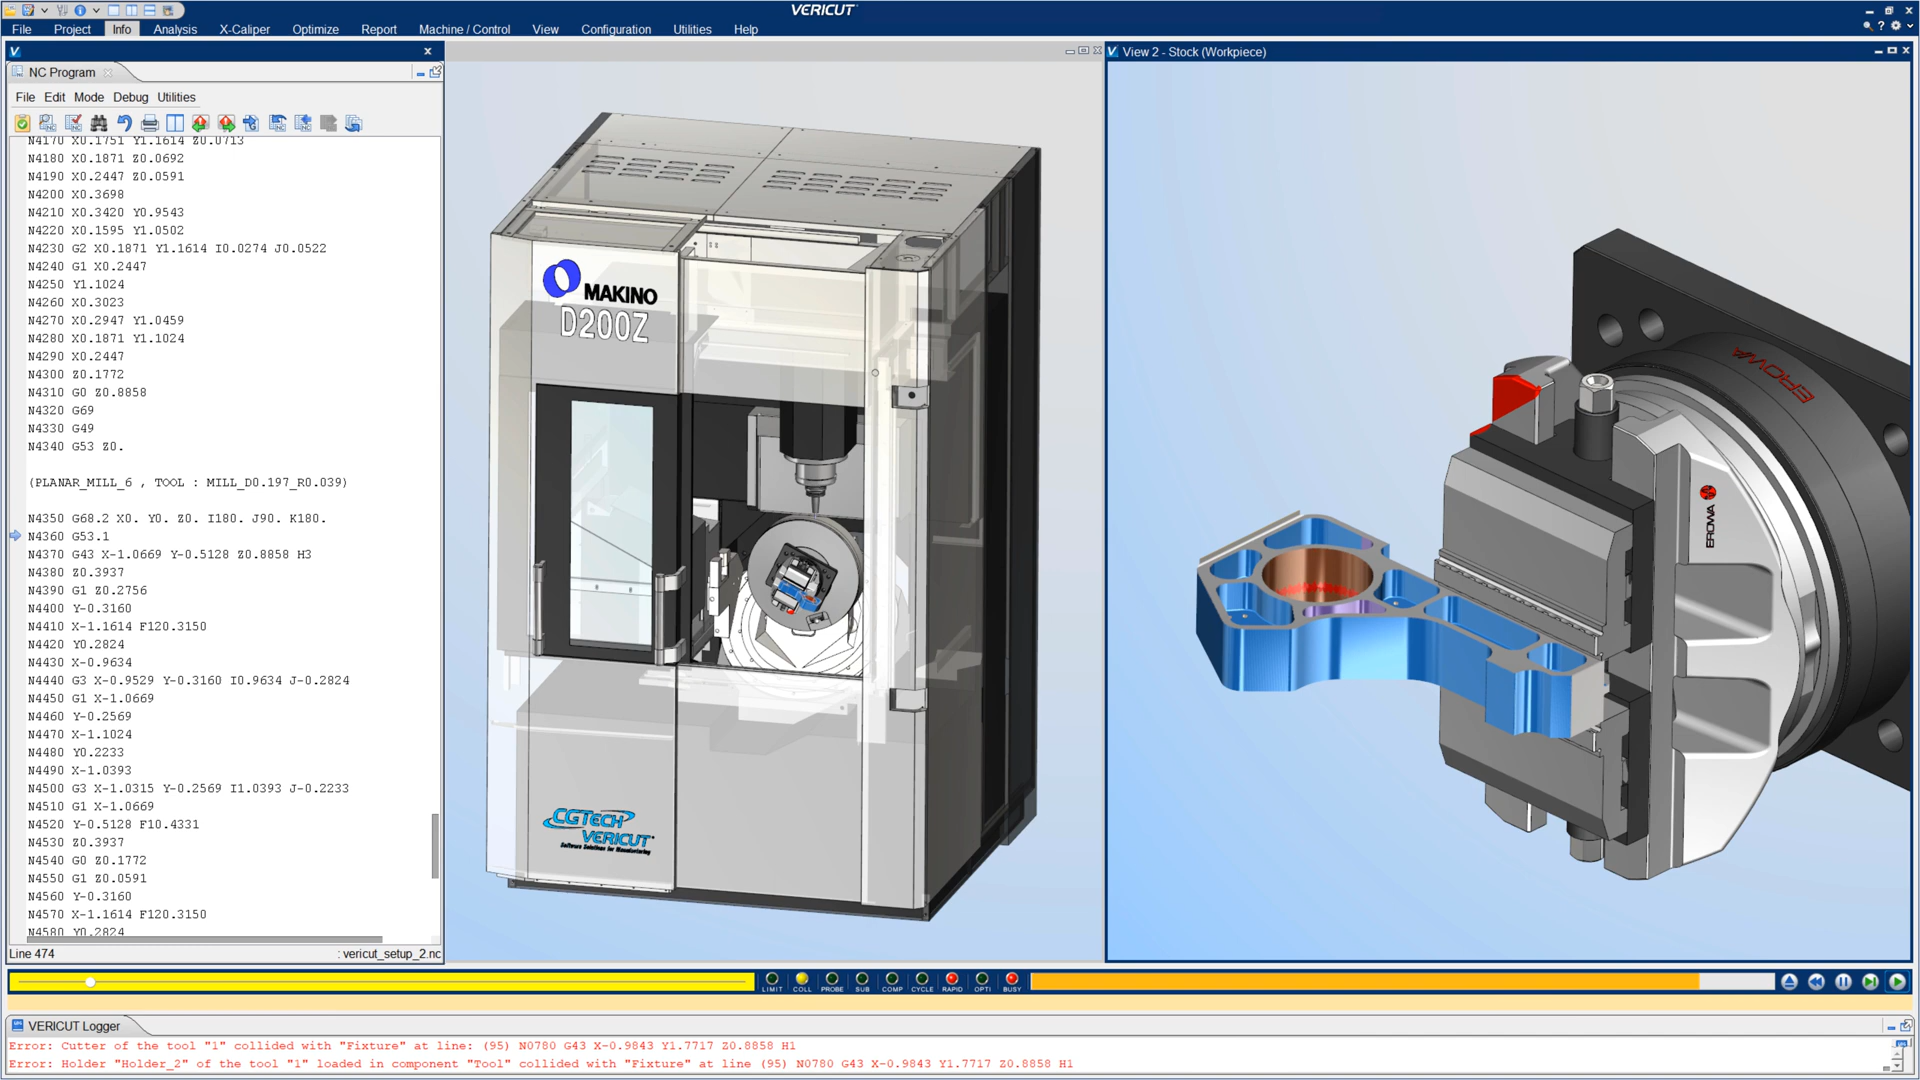 VERICUT
File Project Info Analysis X-Caliper Optimize Report Machine / Control View Configuration Utilities Help
NC Program
File Edit Mode Debug Utilities
N4170 X0.1751 Y1.1614 Z0.0713
N4180 X0.1871 Z0.0692
N4190 X0.2447 Z0.0591
N4200 X0.3698
N4210 X0.3420 Y0.9543
N4220 X0.1595 Y1.0502
N4230 G2 X0.1871 Y1.1614 I0.0274 J0.0522
N4240 G1 X0.2447
N4250 Y1.1024
N4260 X0.3023
N4270 X0.2947 Y1.0459
N4280 X0.1871 Y1.1024
N4290 X0.2447
N4300 Z0.1772
N4310 G0 Z0.8858
N4320 G69
N4330 G49
N4340 G53 Z0.
(PLANAR_MILL_6 , TOOL : MILL_D0.197_R0.039)
N4350 G68.2 X0. Y0. Z0. I180. J90. K180.
N4360 G53.1
N4370 G43 X-1.0669 Y-0.5128 Z0.8858 H3
N4380 Z0.3937
N4390 G1 Z0.2756
N4400 Y-0.3160
N4410 X-1.1614 F120.3150
N4420 Y0.2824
N4430 X-0.9634
N4440 G3 X-0.9529 Y-0.3160 I0.9634 J-0.2824
N4450 G1 X-1.0669
N4460 Y-0.2569
N4470 X-1.1024
N4480 Y0.2233
N4490 X-1.0393
N4500 G3 X-1.0315 Y-0.2569 I1.0393 J-0.2233
N4510 G1 X-1.0669
N4520 Y-0.5128 F10.4331
N4530 Z0.3937
N4540 G0 Z0.1772
N4550 G1 Z0.0591
N4560 Y-0.3160
N4570 X-1.1614 F120.3150
N4580 Y0.2824
Line 474 : vericut_setup_2.nc
MAKINO
D200Z
CGTECH
VERICUT
Software Solutions for Manufacturing
View 2 - Stock (Workpiece)
EROWA
EROWA
LIMIT COLL PROBE SUB COMP CYCLE RAPID OPTI BUSY
VERICUT Logger
Error: Cutter of the tool "1" collided with "Fixture" at line: (95) N0780 G43 X-0.9843 Y1.7717 Z0.8858 H1
Error: Holder "Holder_2" of the tool "1" loaded in component "Tool" collided with "Fixture" at line (95) N0780 G43 X-0.9843 Y1.7717 Z0.8858 H1